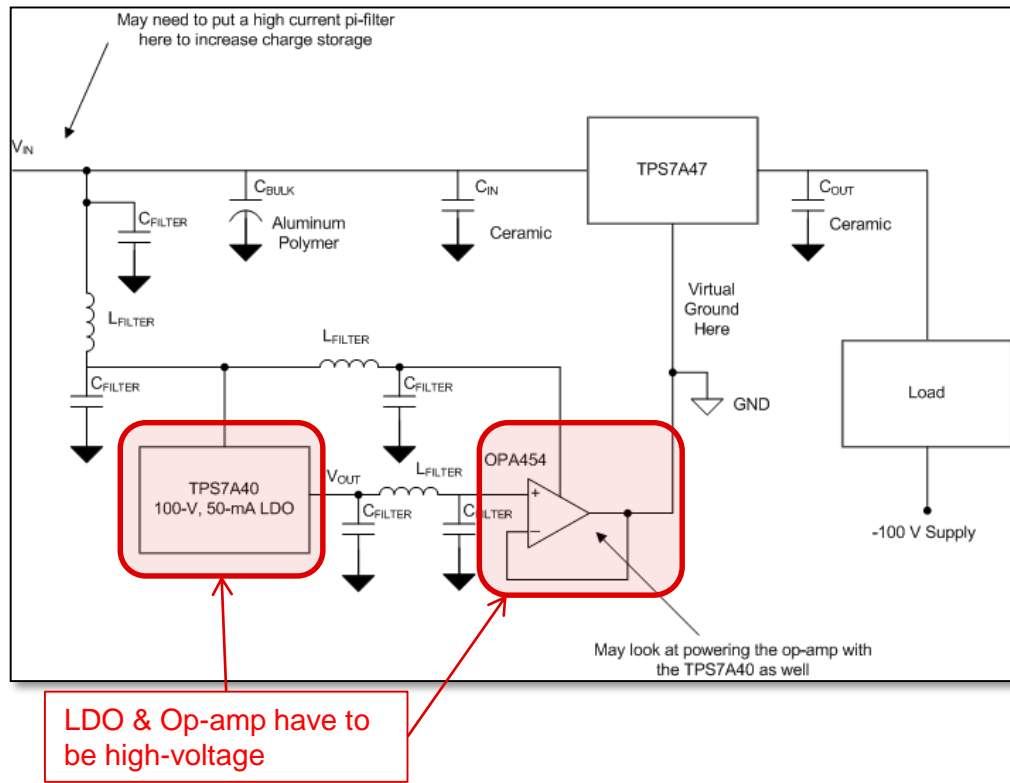 May need to put a high current pi-filter
here to increase charge storage
VIN
TPS7A47
CBULK
CIN
COUT
CFILTER
Aluminum
Polymer
Ceramic
Ceramic
Virtual
Ground
Here
LFILTER
LFILTER
CFILTER
CFILTER
GND
Load
OPA454
TPS7A40
100-V, 50-mA LDO
VOUT
LFILTER
+
−
CFILTER
CFILTER
-100 V Supply
May look at powering the op-amp with
the TPS7A40 as well
LDO & Op-amp have to
be high-voltage